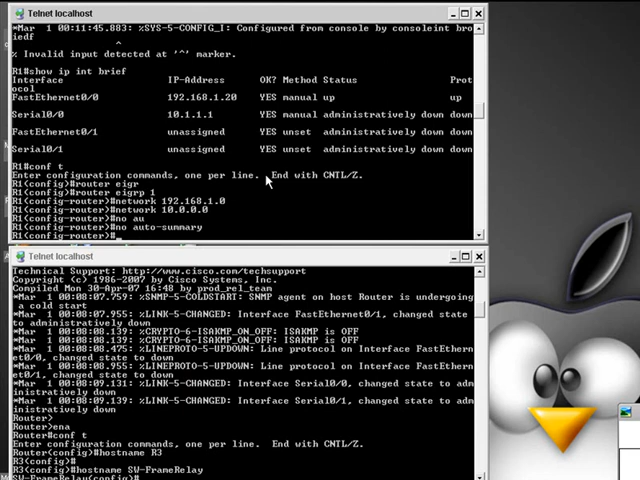 Telnet localhost
*Mar  1 00:11:45.883: %SYS-5-CONFIG_I: Configured from console by consoleint bro
iedf
^
% Invalid input detected at '^' marker.
R1#show ip int brief
Interface IP-Address OK? Method Status Prot
ocol
FastEthernet0/0 192.168.1.20 YES manual up up
Serial0/0 10.1.1.1 YES manual administratively down down
FastEthernet0/1 unassigned YES unset administratively down down
Serial0/1 unassigned YES unset administratively down down
R1#conf t
Enter configuration commands, one per line.  End with CNTL/Z.
R1(config)#router eigr
R1(config)#router eigrp 1
R1(config-router)#network 192.168.1.0
R1(config-router)#network 10.0.0.0
R1(config-router)#no au
R1(config-router)#no auto-summary
R1(config-router)#_
Telnet localhost
Technical Support: http://www.cisco.com/techsupport
Copyright (c) 1986-2007 by Cisco Systems, Inc.
Compiled Mon 30-Apr-07 16:48 by prod_rel_team
*Mar  1 00:08:07.759: %SNMP-5-COLDSTART: SNMP agent on host Router is undergoing
a cold start
*Mar  1 00:08:07.955: %LINK-5-CHANGED: Interface FastEthernet0/1, changed state
to administratively down
*Mar  1 00:08:08.139: %CRYPTO-6-ISAKMP_ON_OFF: ISAKMP is OFF
*Mar  1 00:08:08.139: %CRYPTO-6-ISAKMP_ON_OFF: ISAKMP is OFF
*Mar  1 00:08:08.475: %LINEPROTO-5-UPDOWN: Line protocol on Interface FastEthern
et0/0, changed state to down
*Mar  1 00:08:08.955: %LINEPROTO-5-UPDOWN: Line protocol on Interface FastEthern
et0/1, changed state to down
*Mar  1 00:08:09.131: %LINK-5-CHANGED: Interface Serial0/0, changed state to adm
inistratively down
*Mar  1 00:08:09.139: %LINK-5-CHANGED: Interface Serial0/1, changed state to adm
inistratively down
Router>
Router>ena
Router#conf t
Enter configuration commands, one per line.  End with CNTL/Z.
Router(config)#hostname R3
R3(config)#
R3(config)#hostname SW-FrameRelay
SW-FrameRelay(config)#